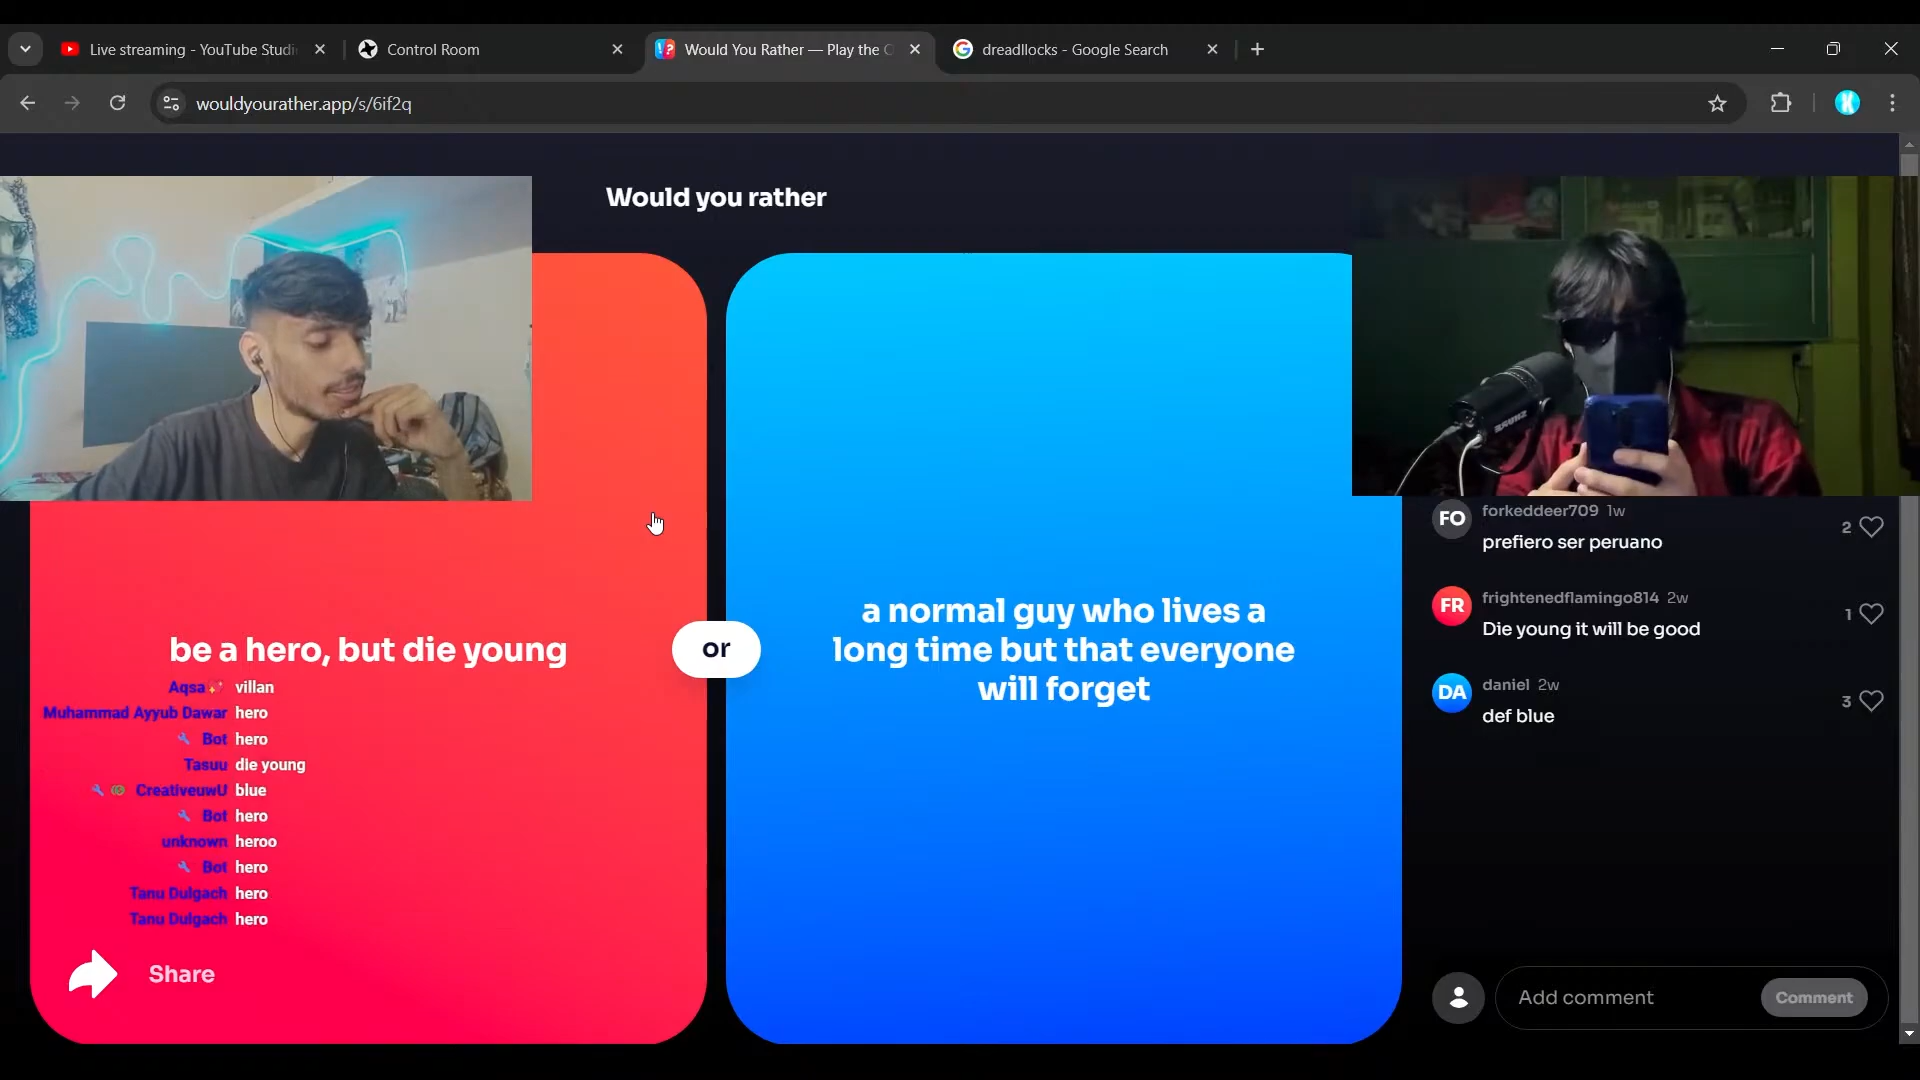 Live streaming - YouTube Studi
Control Room
Would You Rather — Play the C
dreadllocks - Google Search
wouldyourather.app/s/6if2q
Would you rather
be a hero, but die young
or
a normal guy who lives a
long time but that everyone
will forget
Aqsa✨ villan
Muhammad Ayyub Dawar hero
Bot hero
Tasuu die young
CreativeuwU blue
Bot hero
unknown heroo
Bot hero
Tanu Dulgach hero
Tanu Dulgach hero
Share
FO
forkeddeer709 1w
prefiero ser peruano
2
FR
frightenedflamingo814 2w
Die young it will be good
1
DA
daniel 2w
def blue
3
Add comment
Comment